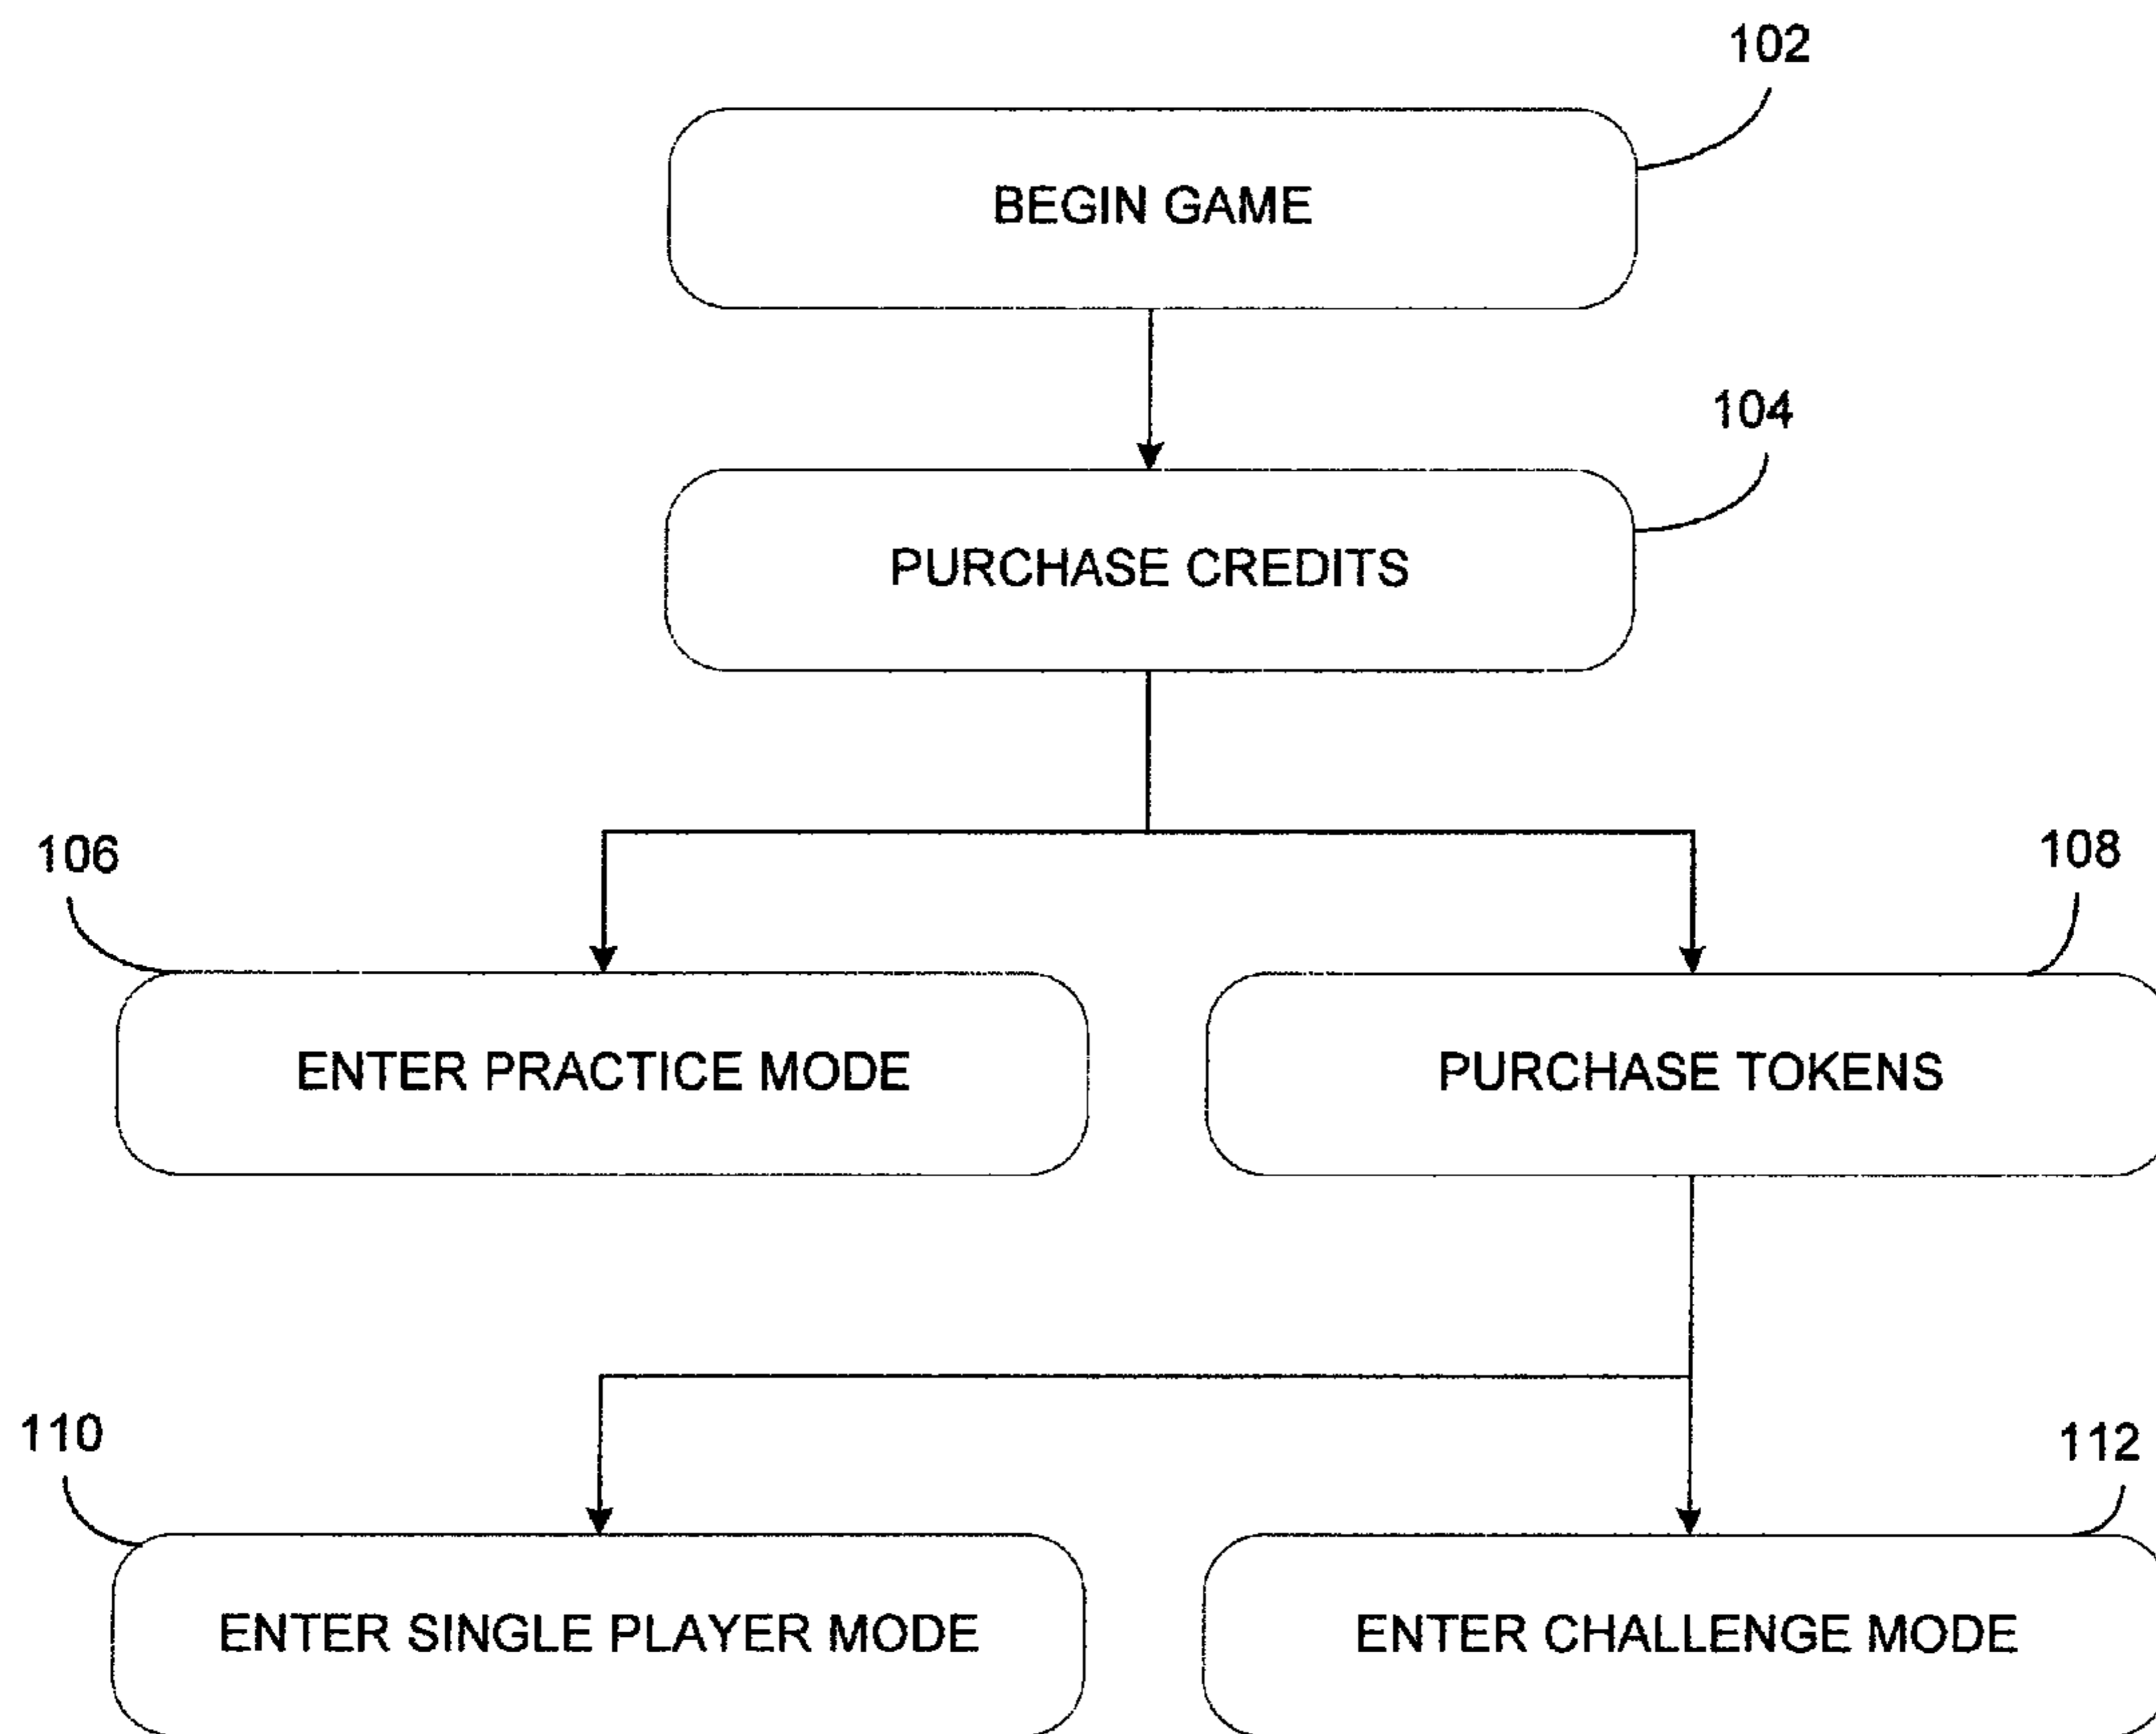 102
BEGIN GAME
104
PURCHASE CREDITS
106
108
ENTER PRACTICE MODE
PURCHASE TOKENS
110
112
ENTER SINGLE PLAYER MODE
ENTER CHALLENGE MODE